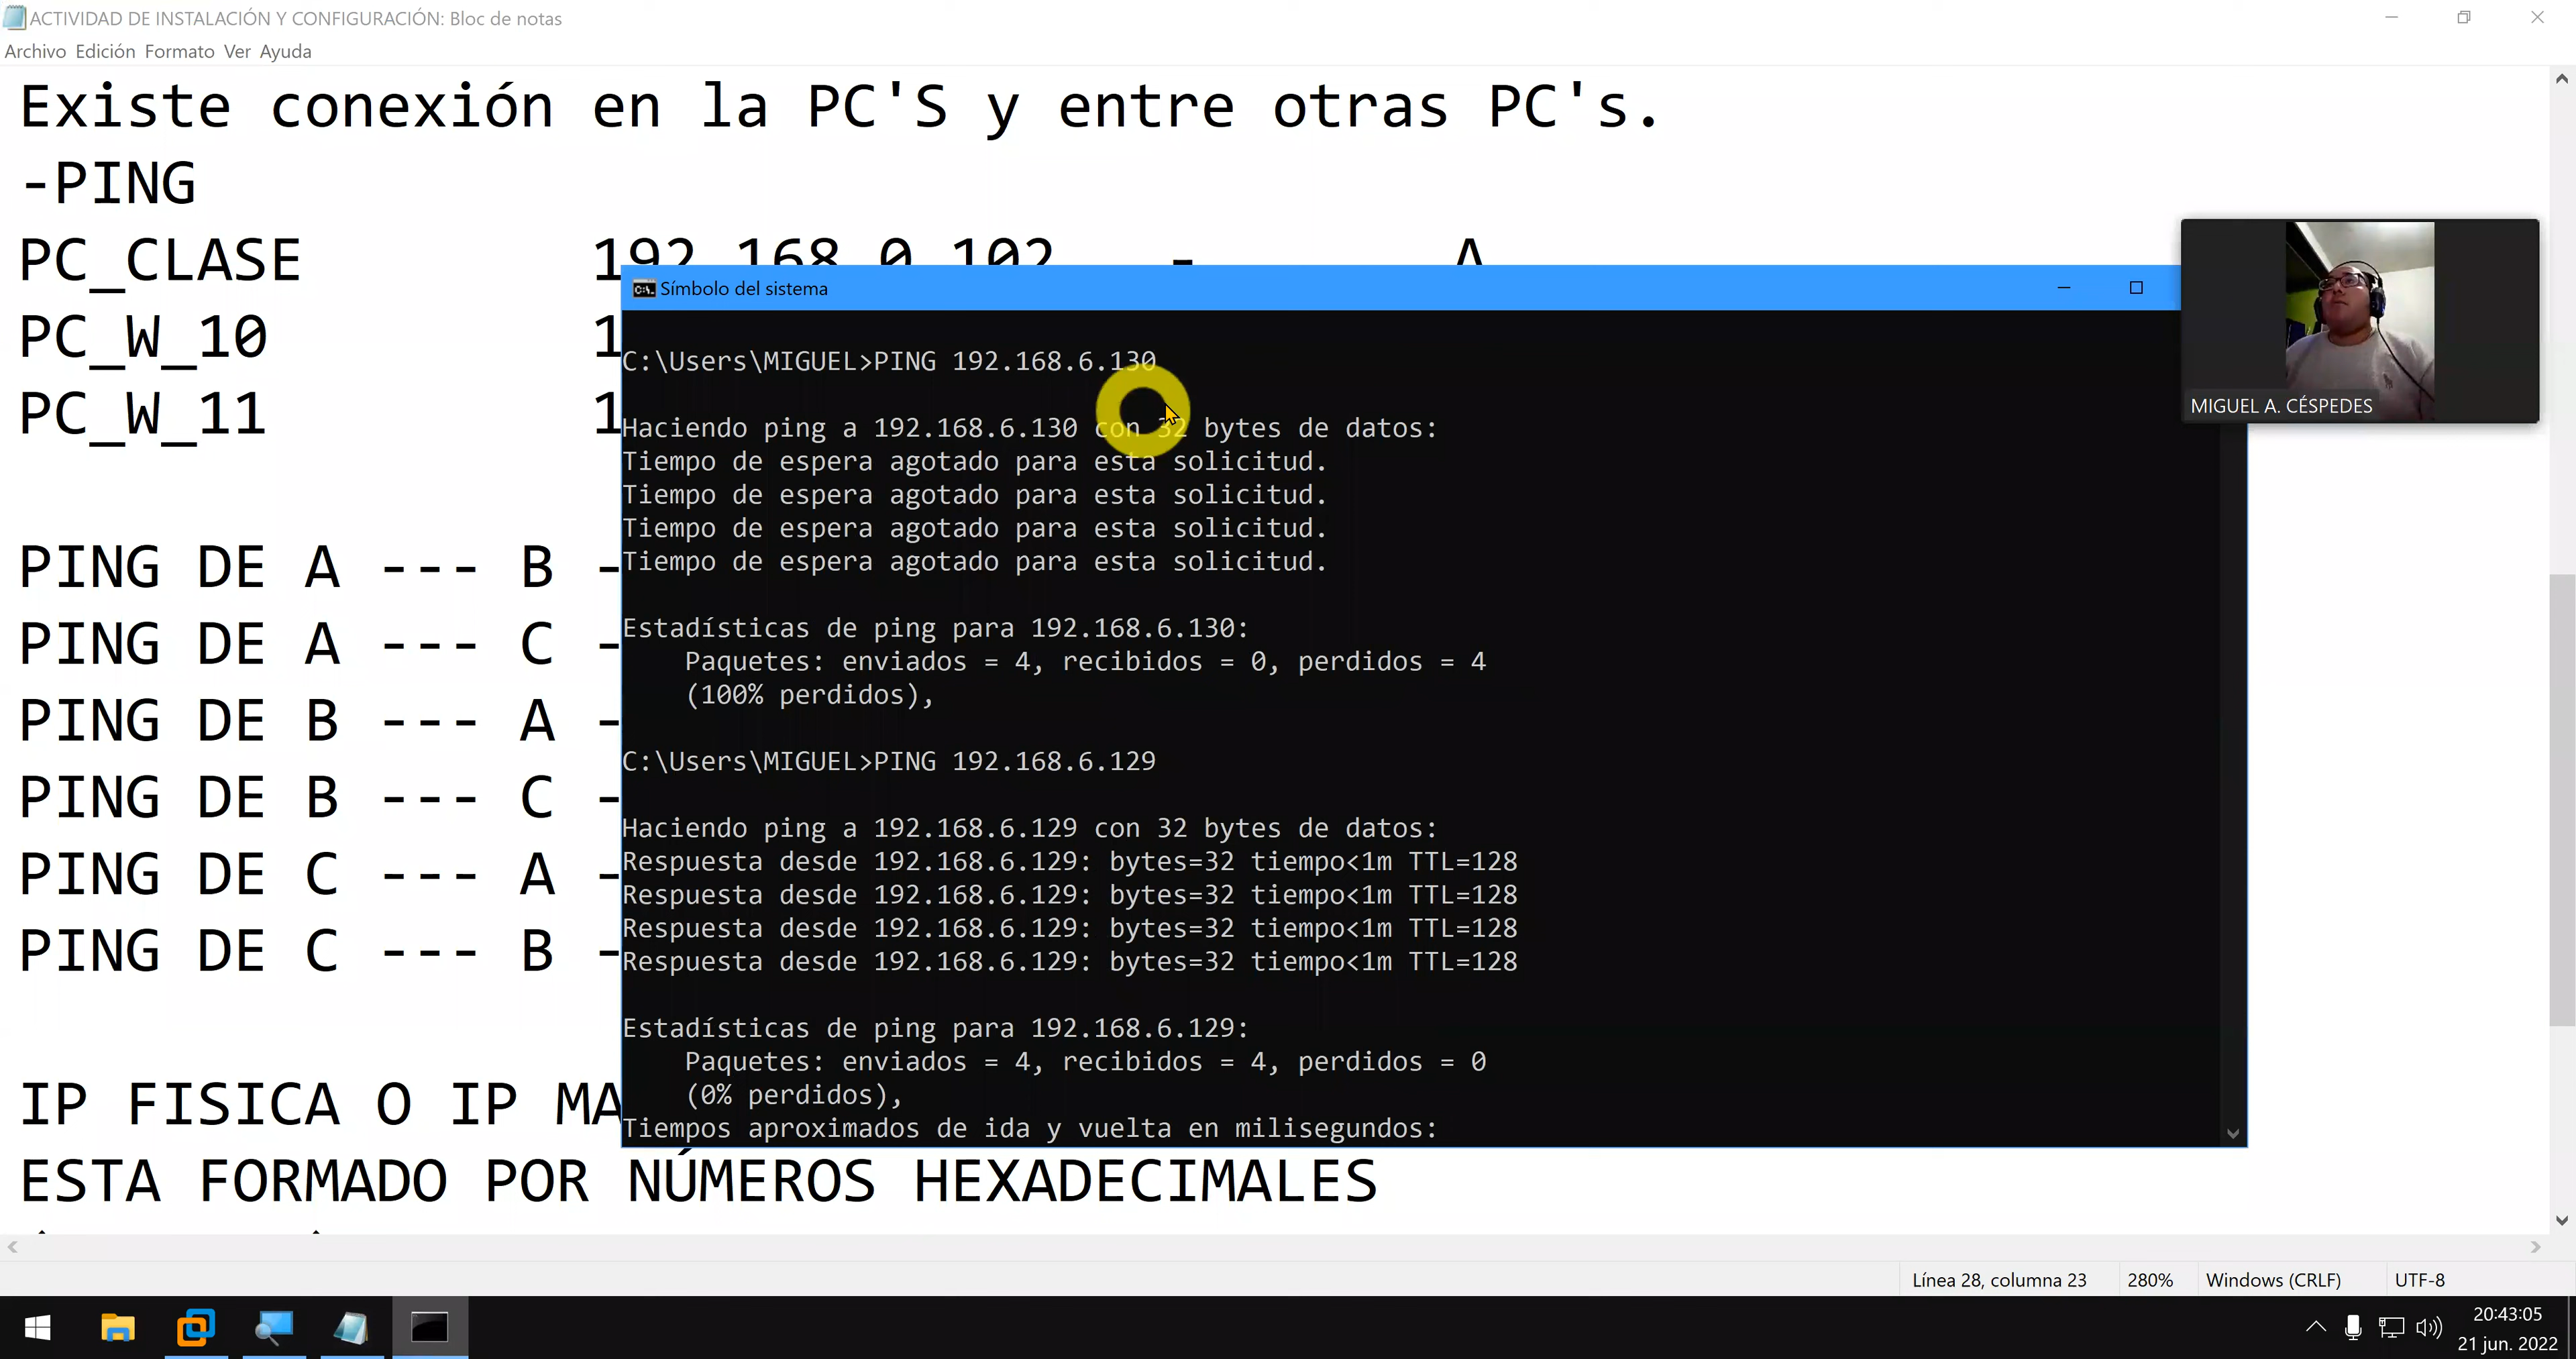 ACTIVIDAD DE INSTALACIÓN Y CONFIGURACIÓN: Bloc de notas
Archivo Edición Formato Ver Ayuda
Existe conexión en la PC'S y entre otras PC's.
-PING
PC_CLASE 192.168.0.102 - A
PC_W_10 1
PC_W_11 1
PING DE A --- B -
PING DE A --- C -
PING DE B --- A -
PING DE B --- C -
PING DE C --- A -
PING DE C --- B -
IP FISICA O IP MA
ESTA FORMADO POR NÚMEROS HEXADECIMALES
Símbolo del sistema
C:\Users\MIGUEL>PING 192.168.6.130
Haciendo ping a 192.168.6.130 con 32 bytes de datos:
Tiempo de espera agotado para esta solicitud.
Tiempo de espera agotado para esta solicitud.
Tiempo de espera agotado para esta solicitud.
Tiempo de espera agotado para esta solicitud.
Estadísticas de ping para 192.168.6.130:
Paquetes: enviados = 4, recibidos = 0, perdidos = 4
(100% perdidos),
C:\Users\MIGUEL>PING 192.168.6.129
Haciendo ping a 192.168.6.129 con 32 bytes de datos:
Respuesta desde 192.168.6.129: bytes=32 tiempo<1m TTL=128
Respuesta desde 192.168.6.129: bytes=32 tiempo<1m TTL=128
Respuesta desde 192.168.6.129: bytes=32 tiempo<1m TTL=128
Respuesta desde 192.168.6.129: bytes=32 tiempo<1m TTL=128
Estadísticas de ping para 192.168.6.129:
Paquetes: enviados = 4, recibidos = 4, perdidos = 0
(0% perdidos),
Tiempos aproximados de ida y vuelta en milisegundos:
MIGUEL A. CÉSPEDES
Línea 28, columna 23 280% Windows (CRLF) UTF-8
20:43:05
21 jun. 2022